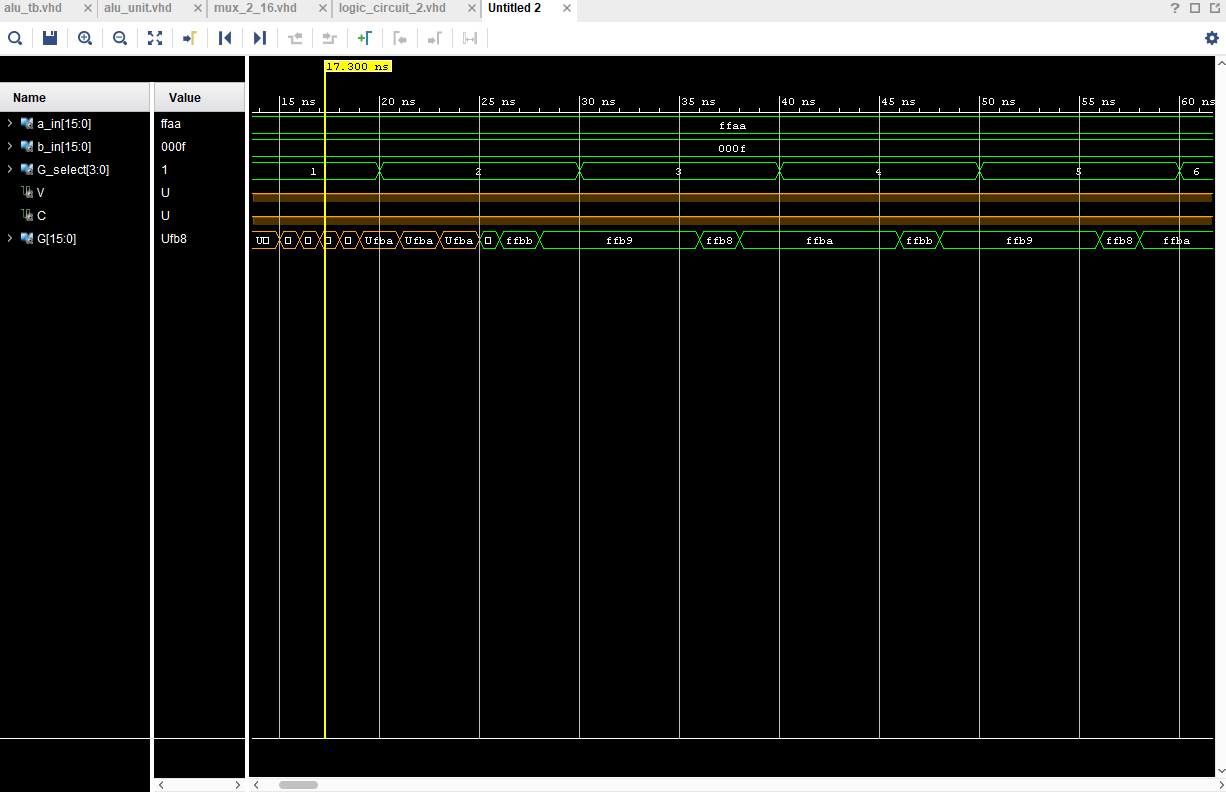 alu_tb.vhd alu_unit.vhd mux_2_16.vhd logic_circuit_2.vhd Untitled 2
17.300 ns
Name Value
15 ns 20 ns 25 ns 30 ns 35 ns 40 ns 45 ns 50 ns 55 ns 60 ns
a_in[15:0] ffaa ffaa
b_in[15:0] 000f 000f
G_select[3:0] 1 1 2 3 4 5 6
V U
C U
G[15:0] Ufb8 Ufba Ufba Ufba ffbb ffb9 ffb8 ffba ffbb ffb9 ffb8 ffba